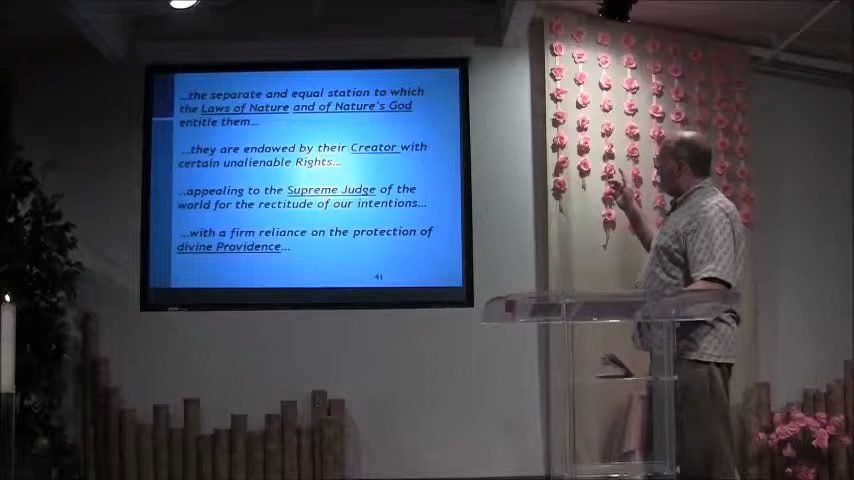 ...the separate and equal station to which
the Laws of Nature and of Nature's God
entitle them...
...they are endowed by their Creator with
certain unalienable Rights...
...appealing to the Supreme Judge of the
world for the rectitude of our intentions...
...with a firm reliance on the protection of
divine Providence...
41